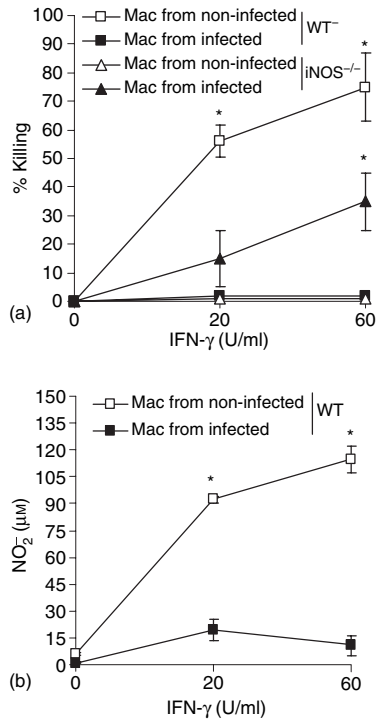 Mac from non-infected WT⁻
Mac from infected
Mac from non-infected iNOS⁻/⁻
Mac from infected
100
90
80
70
60
50
40
30
20
10
0
% Killing
*
*
*
0 20 60
IFN-γ (U/ml)
(a)
Mac from non-infected WT
Mac from infected
150
135
120
105
90
75
60
45
30
15
0
NO₂⁻ (μM)
*
*
0 20 60
IFN-γ (U/ml)
(b)